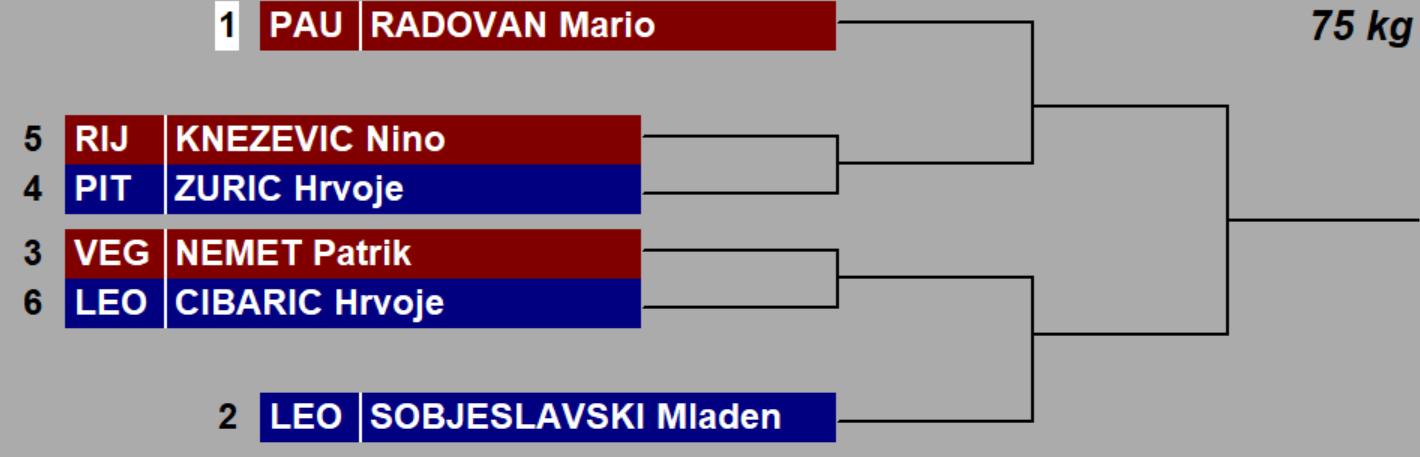 1 PAU RADOVAN Mario 75 kg
5 RIJ KNEZEVIC Nino
4 PIT ZURIC Hrvoje
3 VEG NEMET Patrik
6 LEO CIBARIC Hrvoje
2 LEO SOBJESLAVSKI Mladen